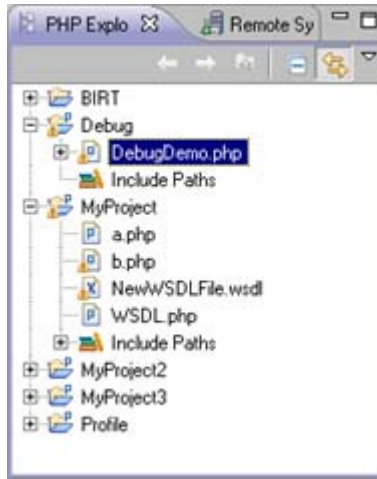 PHP Explo Remote Sy
BIRT
Debug
DebugDemo.php
Include Paths
MyProject
a.php
b.php
NewWSDLFile.wsdl
WSDL.php
Include Paths
MyProject2
MyProject3
Profile